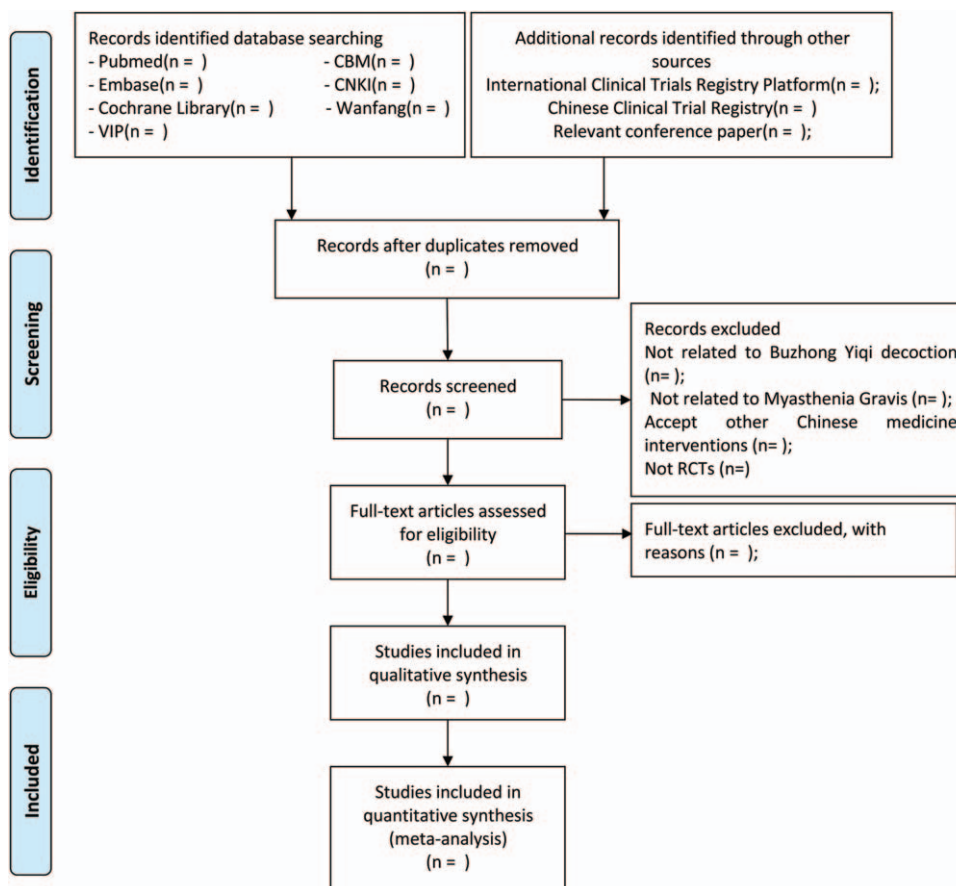 Identification
Records identified database searching
- Pubmed(n =  )
- CBM(n =  )
- Embase(n =  )
- CNKI(n =  )
- Cochrane Library(n =  )
- Wanfang(n =  )
- VIP(n =  )
Additional records identified through other
sources
International Clinical Trials Registry Platform(n =  );
Chinese Clinical Trial Registry(n =  )
Relevant conference paper(n =  );
Records after duplicates removed
(n =  )
Screening
Records screened
(n =  )
Records excluded
Not related to Buzhong Yiqi decoction
(n= );
Not related to Myasthenia Gravis (n= );
Accept other Chinese medicine
interventions (n= );
Not RCTs (n=)
Eligibility
Full-text articles assessed
for eligibility
(n =  )
Full-text articles excluded, with
reasons (n =  );
Studies included in
qualitative synthesis
(n =  )
Included
Studies included in
quantitative synthesis
(meta-analysis)
(n =  )